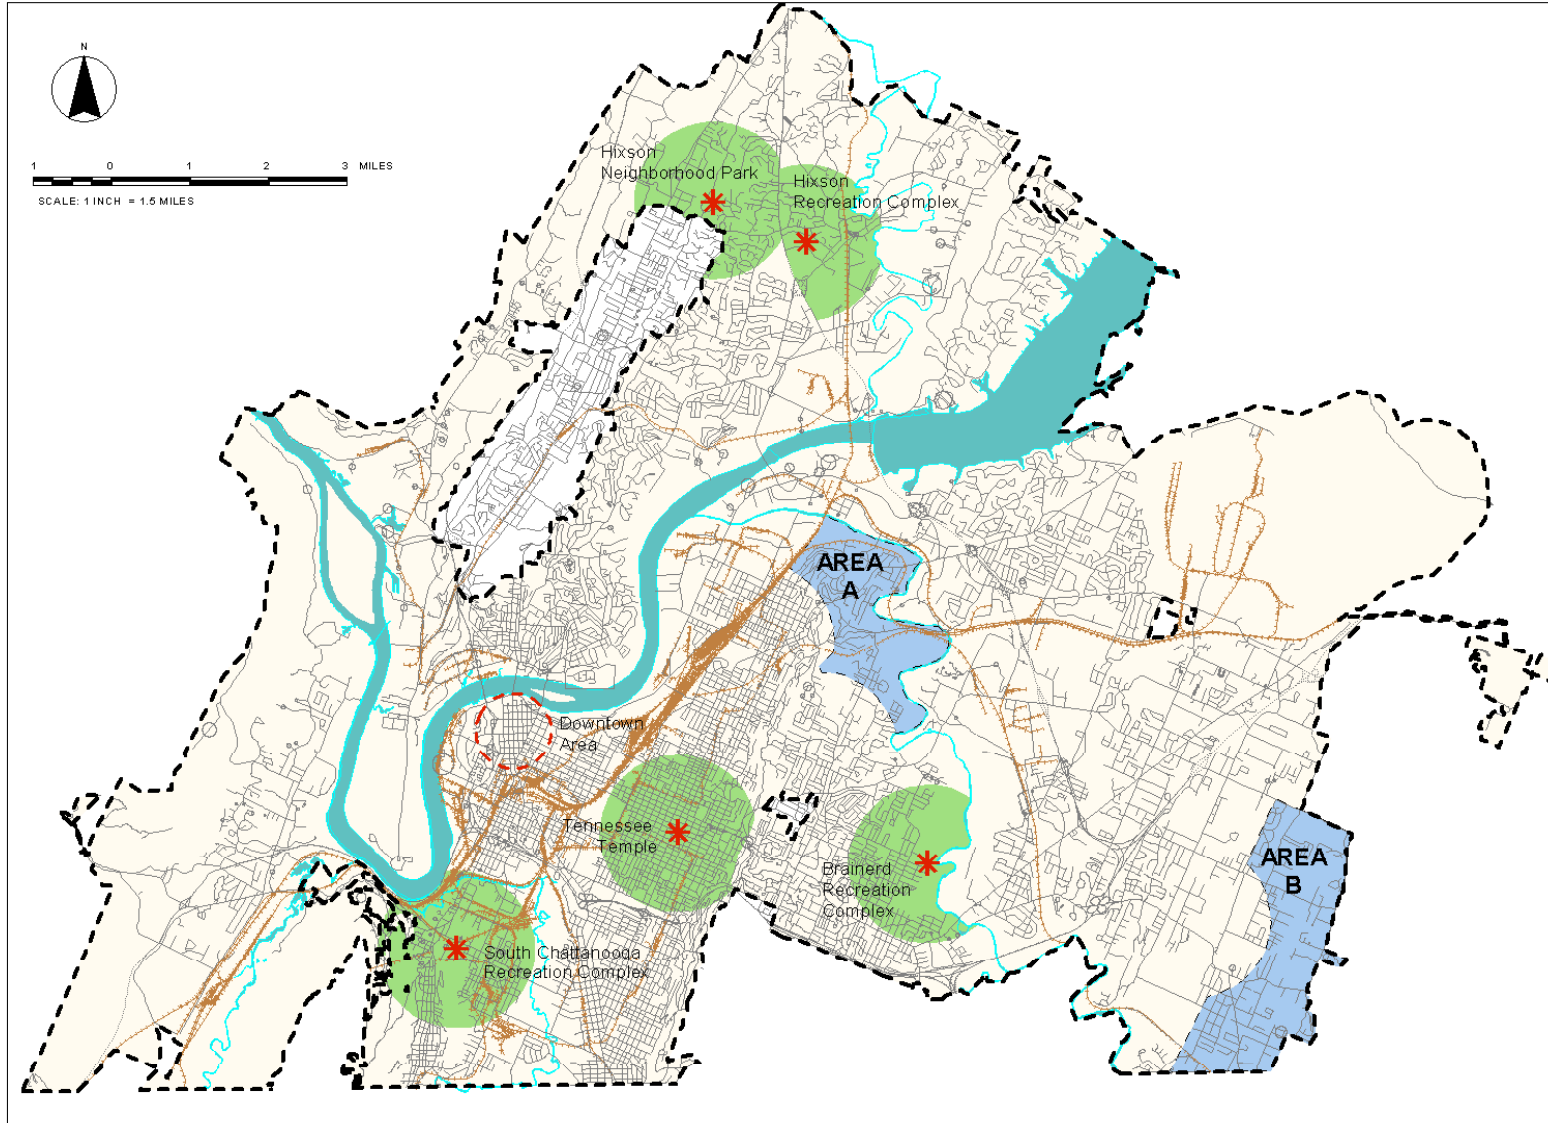 N
1 0 1 2 3 MILES
SCALE: 1 INCH = 1.5 MILES
Hixson
Neighborhood Park
Hixson
Recreation Complex
AREA
A
Downtown
Area
Tennessee
Temple
Brainerd
Recreation
Complex
AREA
B
South Chattanooga
Recreation Complex